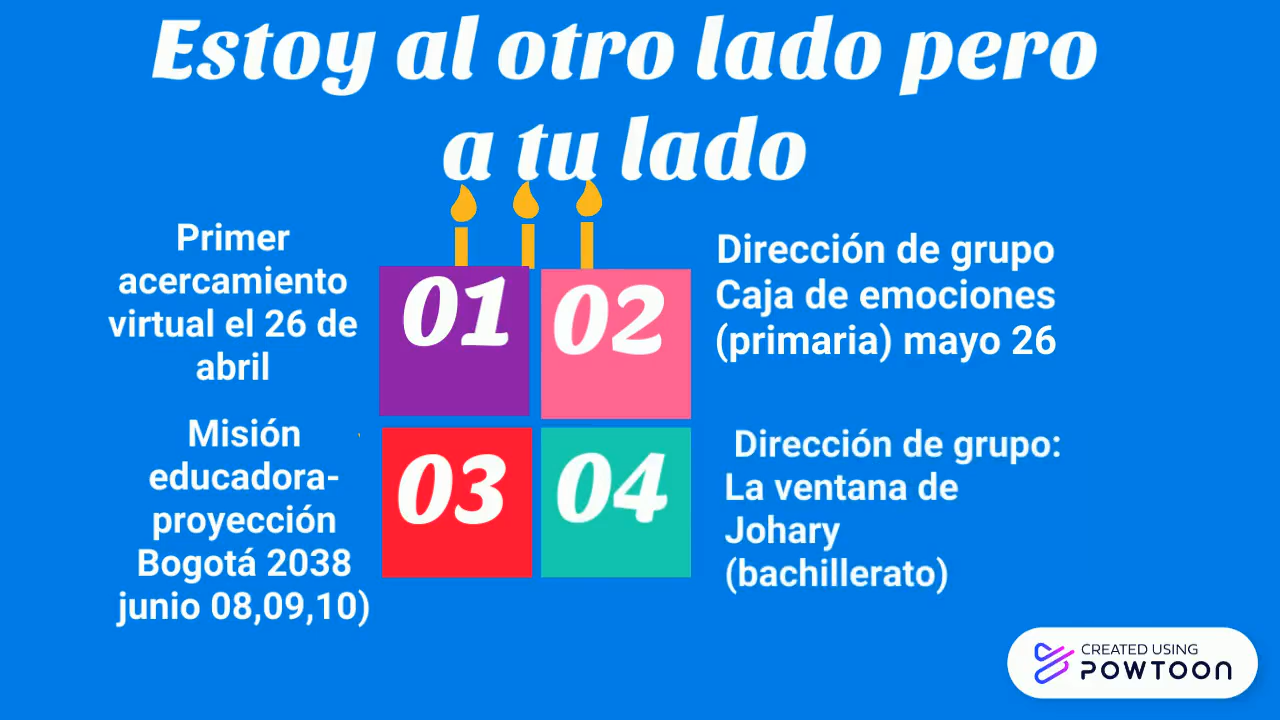 Estoy al otro lado pero
a tu lado
Primer
acercamiento
virtual el 26 de
abril
01
02
Dirección de grupo
Caja de emociones
(primaria) mayo 26
Misión
educadora-
proyección
Bogotá 2038
junio 08,09,10)
03
04
Dirección de grupo:
La ventana de
Johary
(bachillerato)
CREATED USING
POWTOON